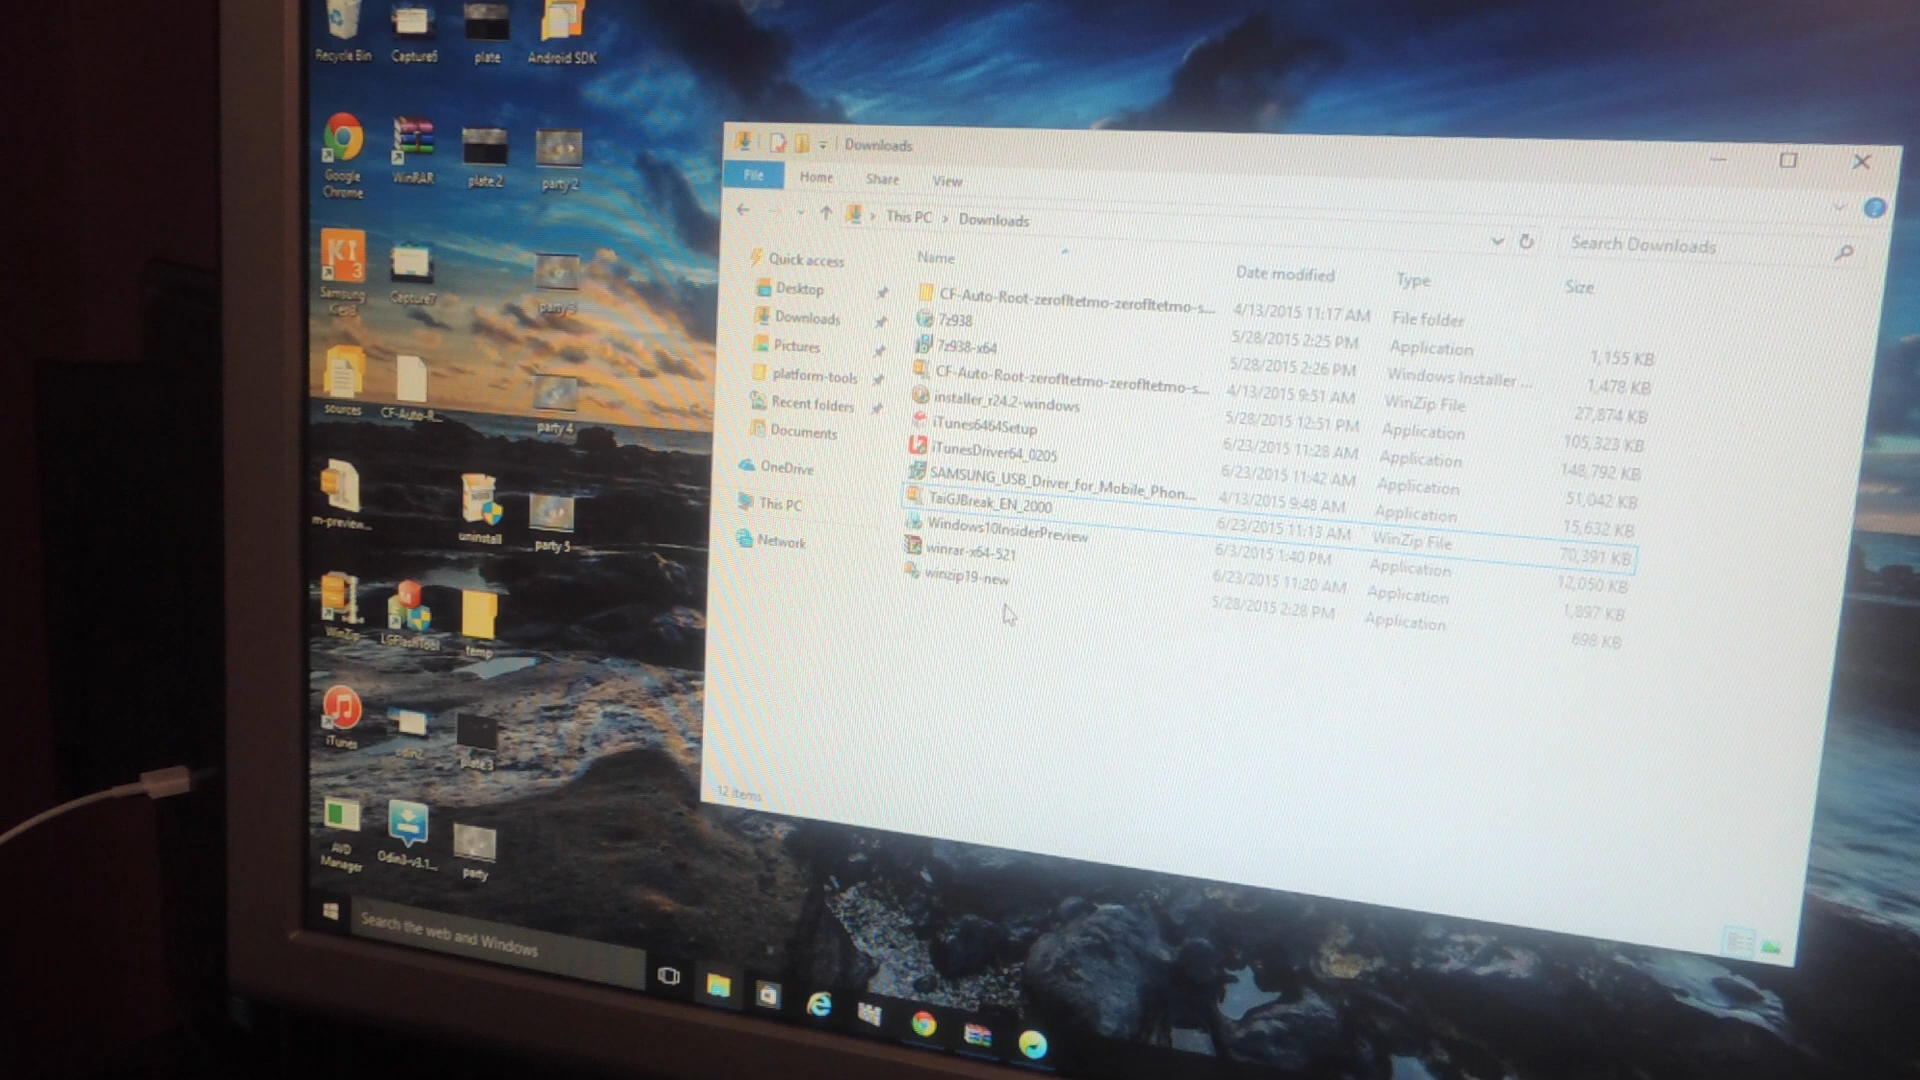 Recycle Bin
Capture6
plate
Android SDK
Google Chrome
WinRAR
plate 2
party 2
KI 3
Samsung Kies3
Capture7
party 3
sources
CF-Auto-R...
party 4
m-preview...
uninstall
party 5
WinZip
LGFlashTool
temp
iTunes
odin7
plate 3
AVD Manager
Odin3-v3.1...
party
Search the web and Windows
Downloads
File Home Share View
This PC > Downloads
Search Downloads
Quick access
Desktop
Downloads
Pictures
platform-tools
Recent folders
Documents
OneDrive
This PC
Network
Name Date modified Type Size
CF-Auto-Root-zerofltetmo-zerofltetmo-s... 4/13/2015 11:17 AM File folder
7z938 5/28/2015 2:25 PM Application 1,155 KB
7z938-x64 5/28/2015 2:26 PM Windows Installer ... 1,478 KB
CF-Auto-Root-zerofltetmo-zerofltetmo-s... 4/13/2015 9:51 AM WinZip File 27,874 KB
installer_r24.2-windows 5/28/2015 12:51 PM Application 105,323 KB
iTunes6464Setup 6/23/2015 11:28 AM Application 148,792 KB
iTunesDriver64_0205 6/23/2015 11:42 AM Application 51,042 KB
SAMSUNG_USB_Driver_for_Mobile_Phon... 4/13/2015 9:48 AM Application 15,632 KB
TaiGJBreak_EN_2000 6/23/2015 11:13 AM WinZip File 70,391 KB
Windows10InsiderPreview 6/3/2015 1:40 PM Application 12,050 KB
winrar-x64-521 6/23/2015 11:20 AM Application 1,897 KB
winzip19-new 5/28/2015 2:28 PM Application 698 KB
12 items